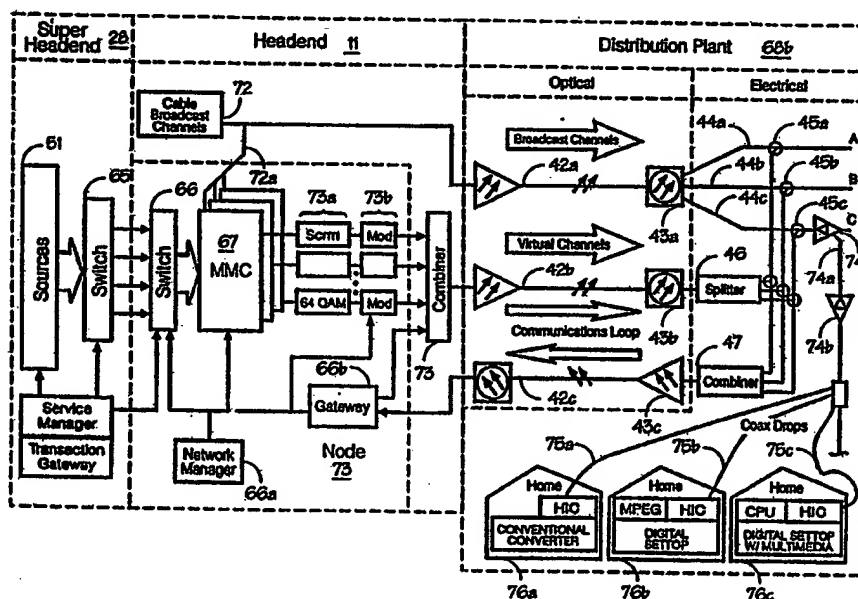 Super
Headend 28
Headend 11
Distribution Plant 68b
Optical
Electrical
72
Cable
Broadcast
Channels
72a
Broadcast Channels
42a
43a
44a
44b
44c
45a
45b
45c
A
B
C
61
Sources
65
Switch
66
Switch
67
MMC
73a
Scrm
64 QAM
73b
Mod
Mod
Combiner
73
Virtual Channels
42b
43b
46
Splitter
Communications
Loop
42c
43c
47
Combiner
74
74a
74b
66b
Gateway
Service
Manager
Transection
Gateway
Network
Manager
66a
Node
73
Coax Drops
75a
75b
75c
Home
HIC
CONVENTIONAL
CONVERTER
76a
Home
MPEG
HIC
DIGITAL
SETTOP
76b
Home
CPU
HIC
DIGITAL SETTOP
W/ MULTIMEDIA
76c